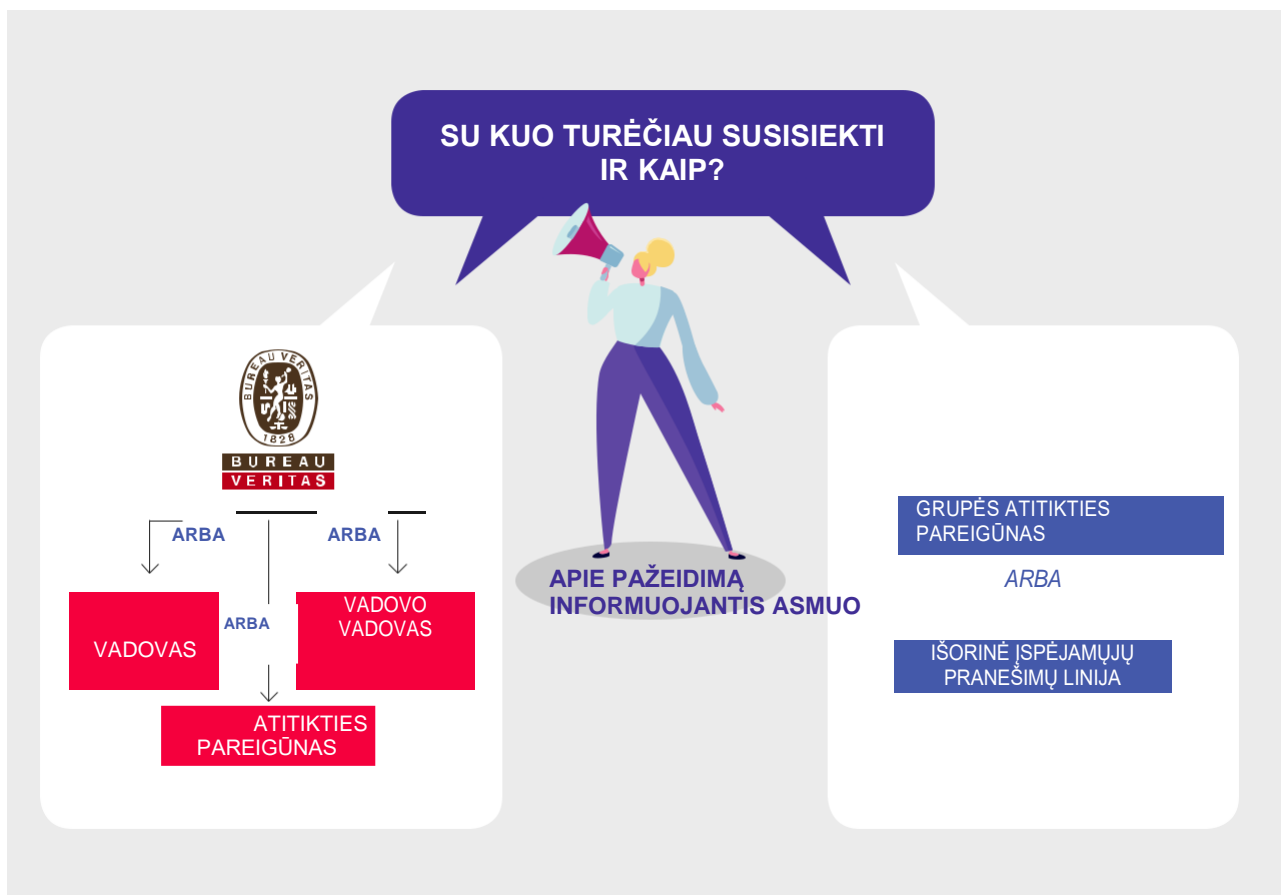 SU KUO TURĖČIAU SUSISIEKTI
IR KAIP?
BUREAU VERITAS
1828
BUREAU
VERITAS
ARBA
ARBA
VADOVAS
ARBA
VADOVO
VADOVAS
ATITIKTIES
PAREIGŪNAS
APIE PAŽEIDIMĄ
INFORMUOJANTIS ASMUO
GRUPĖS ATITIKTIES
PAREIGŪNAS
ARBA
IŠORINĖ ĮSPĖJAMŲJŲ
PRANEŠIMŲ LINIJA